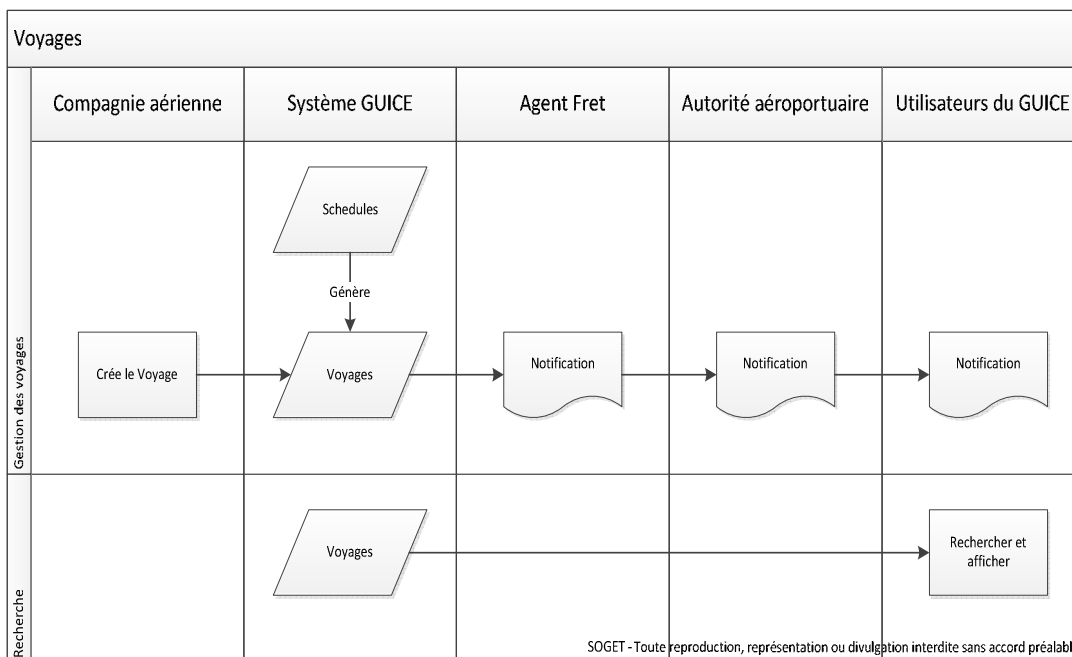 Voyages
Compagnie aérienne
Système GUICE
Agent Fret
Autorité aéroportuaire
Utilisateurs du GUICE
Gestion des voyages
Schedules
Génère
Crée le Voyage
Voyages
Notification
Notification
Notification
Recherche
Voyages
Rechercher et
afficher
SOGET - Toute reproduction, représentation ou divulgation interdite sans accord préalabl